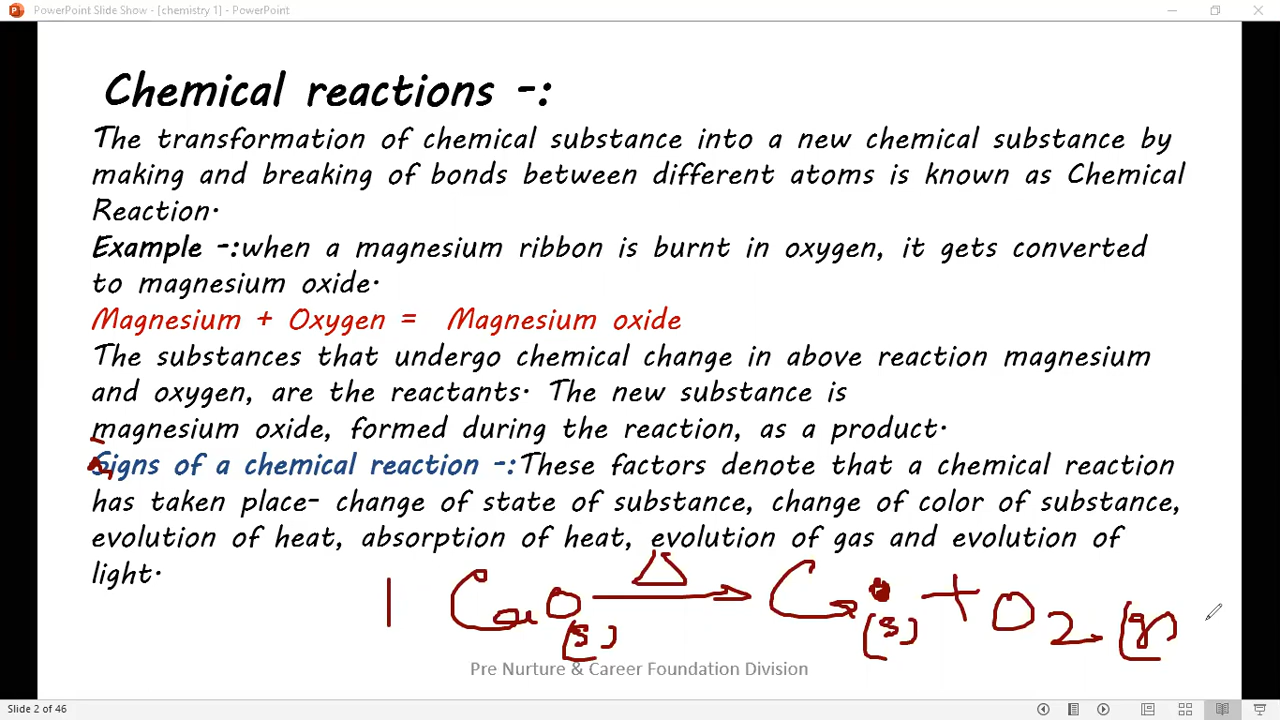 PowerPoint Slide Show - [chemistry 1] - PowerPoint
Chemical reactions -:
The transformation of chemical substance into a new chemical substance by
making and breaking of bonds between different atoms is known as Chemical
Reaction.
Example -:when a magnesium ribbon is burnt in oxygen, it gets converted
to magnesium oxide.
Magnesium + Oxygen = Magnesium oxide
The substances that undergo chemical change in above reaction magnesium
and oxygen, are the reactants. The new substance is
magnesium oxide, formed during the reaction, as a product.
Signs of a chemical reaction -:These factors denote that a chemical reaction
has taken place- change of state of substance, change of color of substance,
evolution of heat, absorption of heat, evolution of gas and evolution of
light.
1 CaO(s) Δ→ Ca(s) + O2(g)
Pre Nurture & Career Foundation Division
Slide 2 of 46